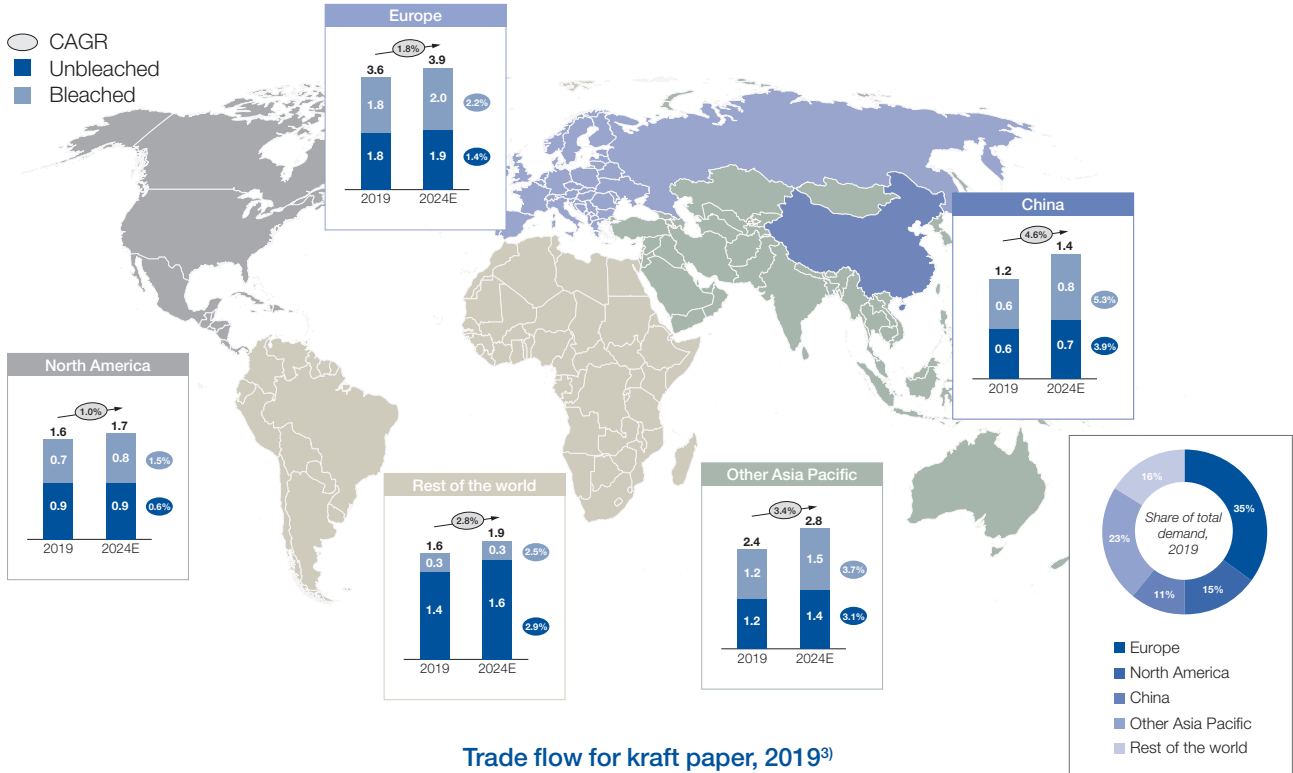 CAGR
Unbleached
Bleached
Europe
1.8%
3.6
3.9
1.8
2.0
2.2%
1.8
1.9
1.4%
2019
2024E
China
4.6%
1.2
1.4
0.6
0.8
5.3%
0.6
0.7
3.9%
2019
2024E
North America
1.0%
1.6
1.7
0.7
0.8
1.5%
0.9
0.9
0.6%
2019
2024E
Rest of the world
2.8%
1.6
1.9
0.3
0.3
2.5%
1.4
1.6
2.9%
2019
2024E
Other Asia Pacific
3.4%
2.4
2.8
1.2
1.5
3.7%
1.2
1.4
3.1%
2019
2024E
16%
35%
23%
Share of total
demand,
2019
11%
15%
Europe
North America
China
Other Asia Pacific
Rest of the world
Trade flow for kraft paper, 2019³⁾